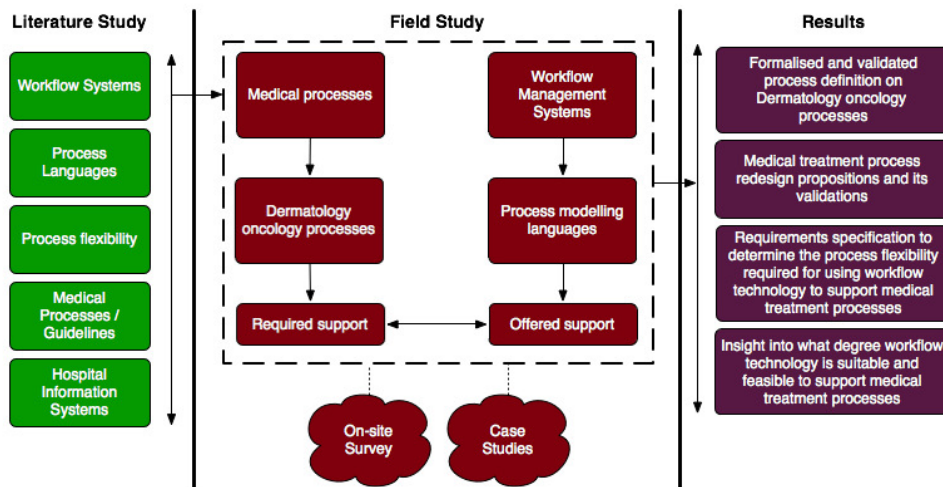 Literature Study
Workflow Systems
Process
Languages
Process flexibility
Medical
Processes /
Guidelines
Hospital
Information
Systems
Field Study
Medical processes
Workflow
Management
Systems
Dermatology
oncology processes
Process modelling
languages
Required support
Offered support
On-site
Survey
Case
Studies
Results
Formalised and validated
process definition on
Dermatology oncology
processes
Medical treatment process
redesign propositions and its
validations
Requirements specification to
determine the process flexibility
required for using workflow
technology to support medical
treatment processes
Insight into what degree workflow
technology is suitable and
feasible to support medical
treatment processes